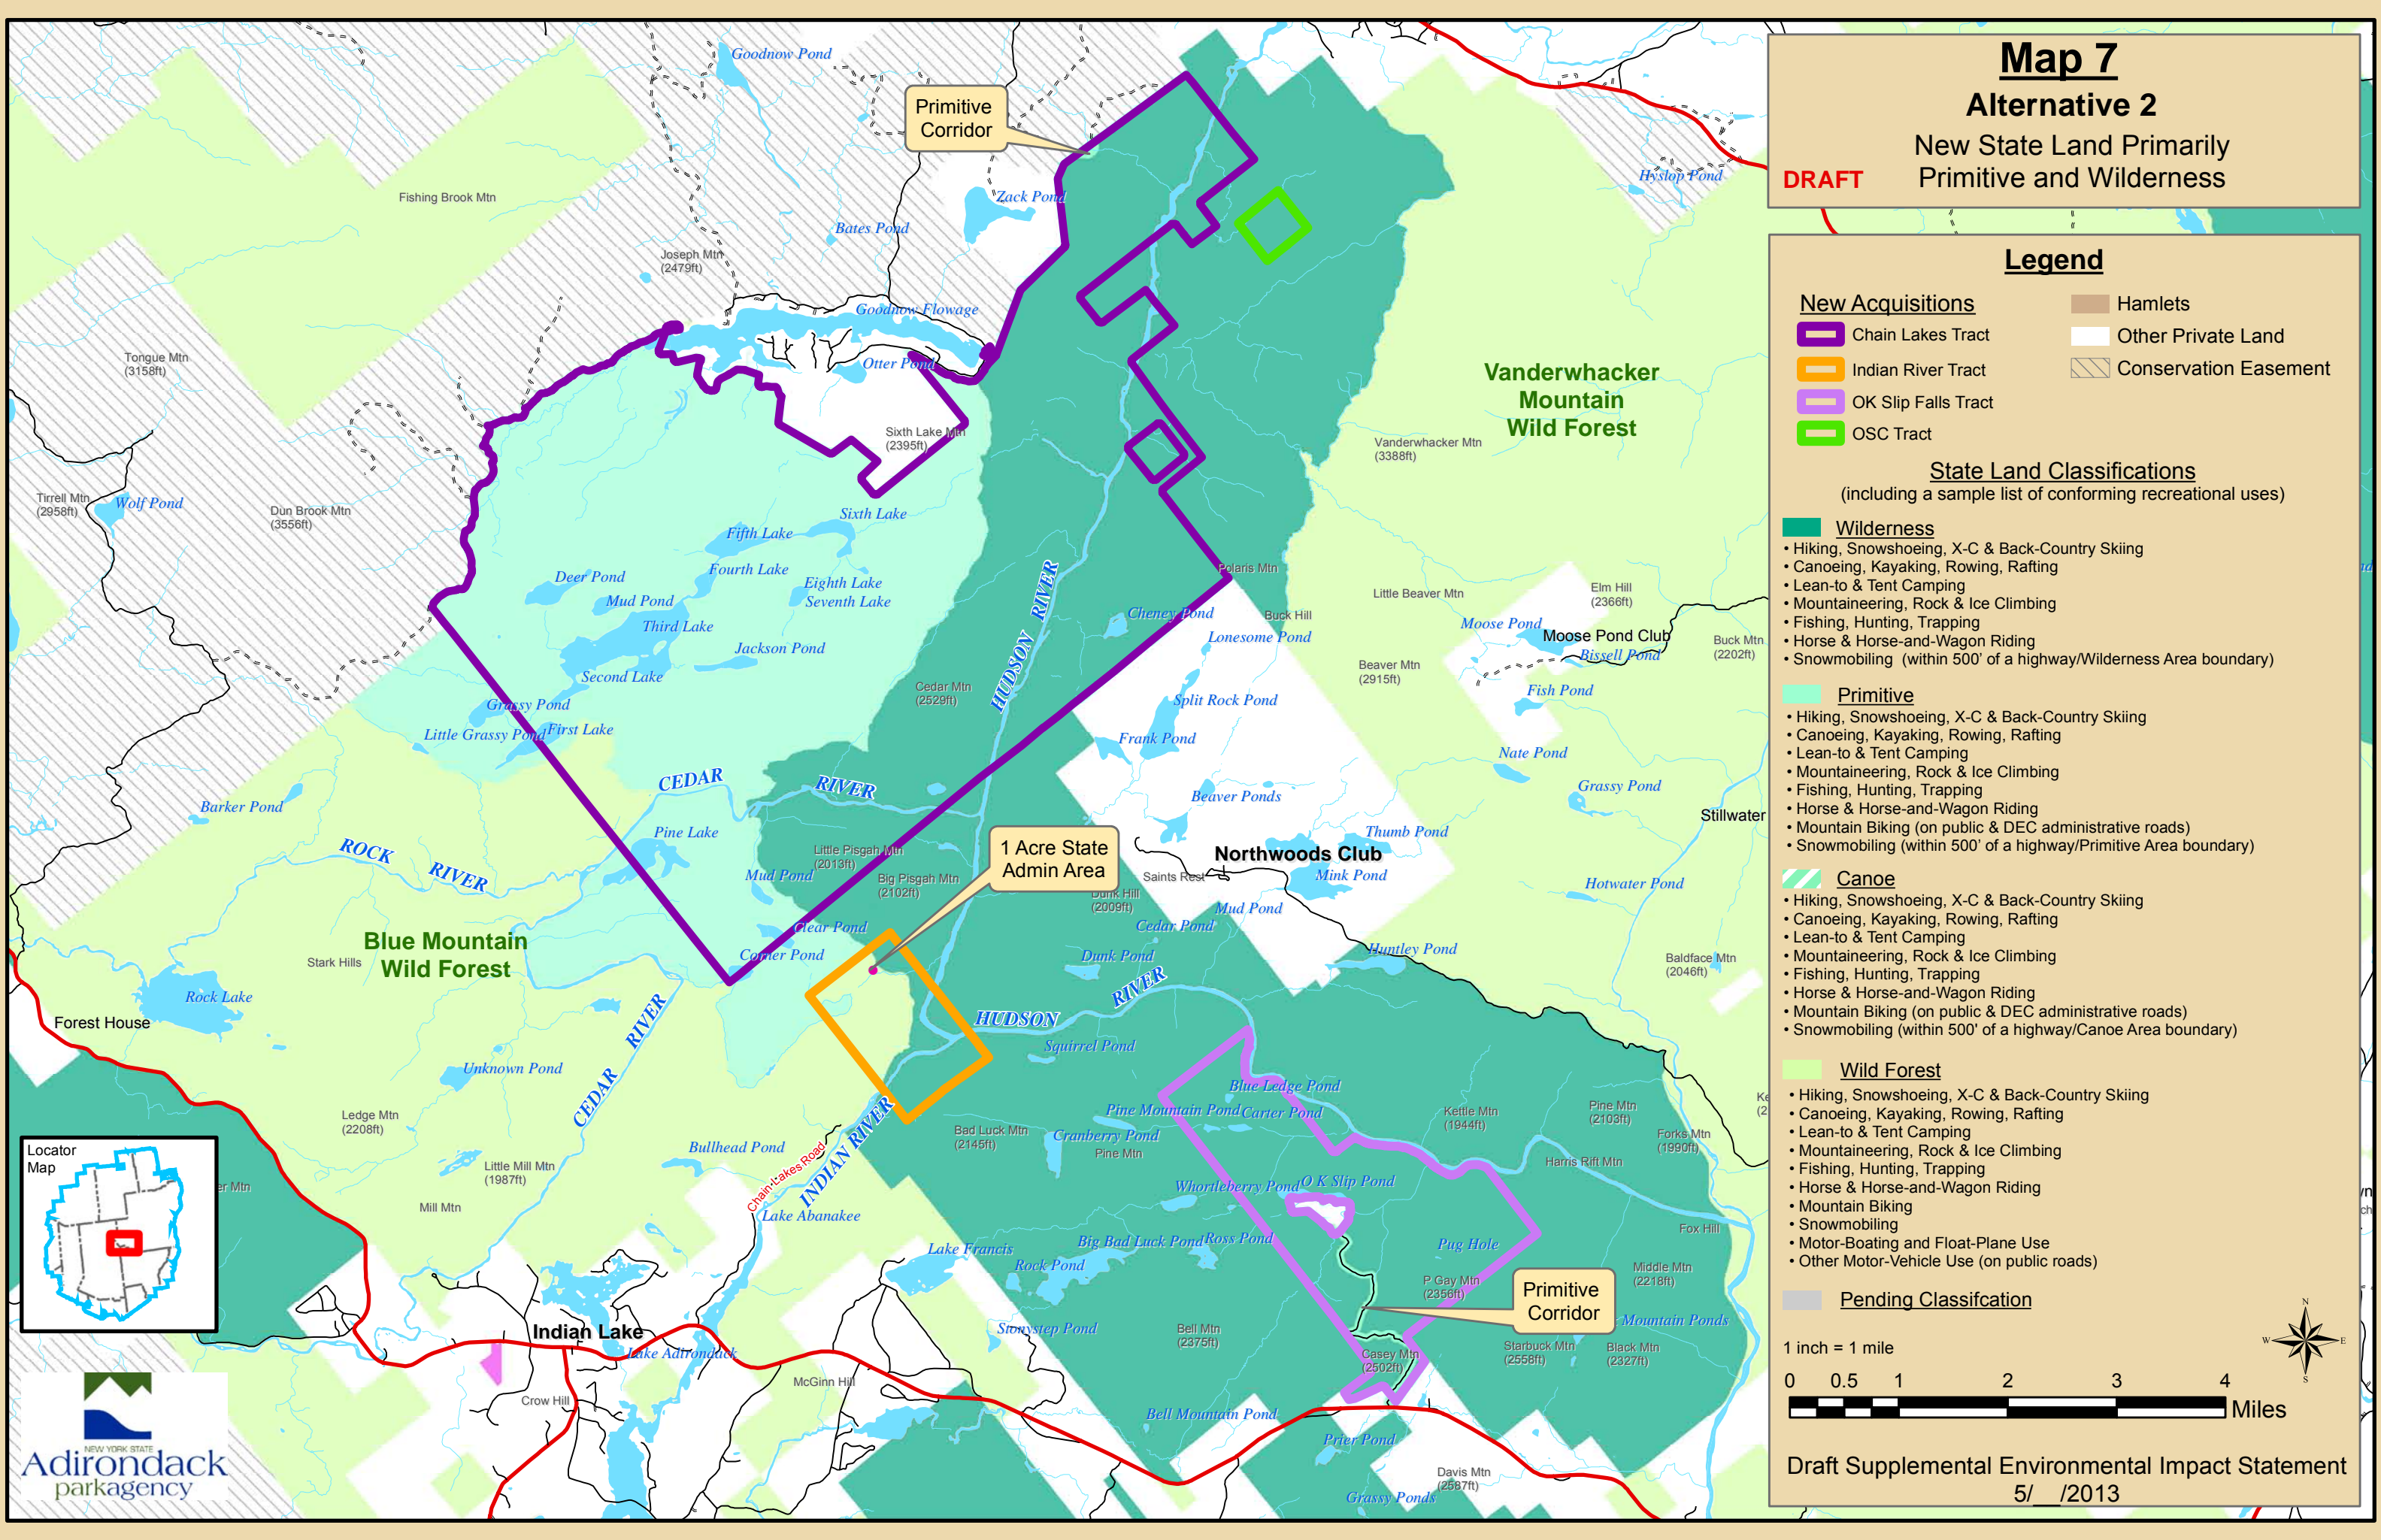 Map 7
Alternative 2
New State Land Primarily
Primitive and Wilderness
DRAFT
Legend
New Acquisitions
Chain Lakes Tract
Indian River Tract
OK Slip Falls Tract
OSC Tract
Hamlets
Other Private Land
Conservation Easement
State Land Classifications
(including a sample list of conforming recreational uses)
Wilderness
• Hiking, Snowshoeing, X-C & Back-Country Skiing
• Canoeing, Kayaking, Rowing, Rafting
• Lean-to & Tent Camping
• Mountaineering, Rock & Ice Climbing
• Fishing, Hunting, Trapping
• Horse & Horse-and-Wagon Riding
• Snowmobiling (within 500' of a highway/Wilderness Area boundary)
Primitive
• Hiking, Snowshoeing, X-C & Back-Country Skiing
• Canoeing, Kayaking, Rowing, Rafting
• Lean-to & Tent Camping
• Mountaineering, Rock & Ice Climbing
• Fishing, Hunting, Trapping
• Horse & Horse-and-Wagon Riding
• Mountain Biking (on public & DEC administrative roads)
• Snowmobiling (within 500' of a highway/Primitive Area boundary)
Canoe
• Hiking, Snowshoeing, X-C & Back-Country Skiing
• Canoeing, Kayaking, Rowing, Rafting
• Lean-to & Tent Camping
• Mountaineering, Rock & Ice Climbing
• Fishing, Hunting, Trapping
• Horse & Horse-and-Wagon Riding
• Mountain Biking (on public & DEC administrative roads)
• Snowmobiling (within 500' of a highway/Canoe Area boundary)
Wild Forest
• Hiking, Snowshoeing, X-C & Back-Country Skiing
• Canoeing, Kayaking, Rowing, Rafting
• Lean-to & Tent Camping
• Mountaineering, Rock & Ice Climbing
• Fishing, Hunting, Trapping
• Horse & Horse-and-Wagon Riding
• Mountain Biking
• Snowmobiling
• Motor-Boating and Float-Plane Use
• Other Motor-Vehicle Use (on public roads)
Pending Classifcation
1 inch = 1 mile
0 0.5 1 2 3 4
Miles
N
W E
S
Draft Supplemental Environmental Impact Statement
5/__/2013
Goodnow Pond
Primitive
Corridor
Hyslop Pond
Fishing Brook Mtn
Zack Pond
Bates Pond
Joseph Mtn
(2479ft)
Goodnow Flowage
Otter Pond
Tongue Mtn
(3158ft)
Vanderwhacker
Mountain
Wild Forest
Sixth Lake Mtn
(2395ft)
Vanderwhacker Mtn
(3388ft)
Tirrell Mtn
(2958ft)
Wolf Pond
Dun Brook Mtn
(3556ft)
Sixth Lake
Fifth Lake
Fourth Lake
Deer Pond
Eighth Lake
Seventh Lake
Mud Pond
Third Lake
Jackson Pond
Second Lake
HUDSON RIVER
Polaris Mtn
Cheney Pond
Buck Hill
Lonesome Pond
Little Beaver Mtn
Elm Hill
(2366ft)
Moose Pond
Moose Pond Club
Bissell Pond
Buck Mtn
(2202ft)
Beaver Mtn
(2915ft)
Fish Pond
Cedar Mtn
(2529ft)
Split Rock Pond
Grassy Pond
Little Grassy Pond
First Lake
Frank Pond
Nate Pond
Grassy Pond
CEDAR
RIVER
Beaver Ponds
Barker Pond
Stillwater
Pine Lake
Thumb Pond
ROCK
RIVER
Little Pisgah Mtn
(2013ft)
1 Acre State
Admin Area
Northwoods Club
Mud Pond
Big Pisgah Mtn
(2102ft)
Saints Rest
Mink Pond
Dunk Hill
(2009ft)
Hotwater Pond
Mud Pond
Clear Pond
Cedar Pond
Blue Mountain
Wild Forest
Stark Hills
Corner Pond
Dunk Pond
Huntley Pond
Baldface Mtn
(2046ft)
Rock Lake
Forest House
CEDAR RIVER
HUDSON
RIVER
Squirrel Pond
Unknown Pond
Blue Ledge Pond
Ledge Mtn
(2208ft)
Pine Mountain Pond
Carter Pond
Kettle Mtn
(1944ft)
Pine Mtn
(2103ft)
Bad Luck Mtn
(2145ft)
Cranberry Pond
Pine Mtn
Forks Mtn
(1990ft)
Harris Rift Mtn
INDIAN RIVER
Chain Lakes Road
Bullhead Pond
Little Mill Mtn
(1987ft)
Mill Mtn
Lake Abanakee
Whortleberry Pond
O K Slip Pond
Fox Hill
Lake Francis
Big Bad Luck Pond
Ross Pond
Pug Hole
Rock Pond
P Gay Mtn
(2356ft)
Middle Mtn
(2218ft)
Primitive
Corridor
Mountain Ponds
Indian Lake
Stonystep Pond
Bell Mtn
(2375ft)
Lake Adirondack
Casey Mtn
(2502ft)
Starbuck Mtn
(2558ft)
Black Mtn
(2327ft)
McGinn Hill
Crow Hill
Bell Mountain Pond
Prier Pond
Davis Mtn
(2587ft)
Grassy Ponds
Locator
Map
er Mtn
NEW YORK STATE
Adirondack
parkagency